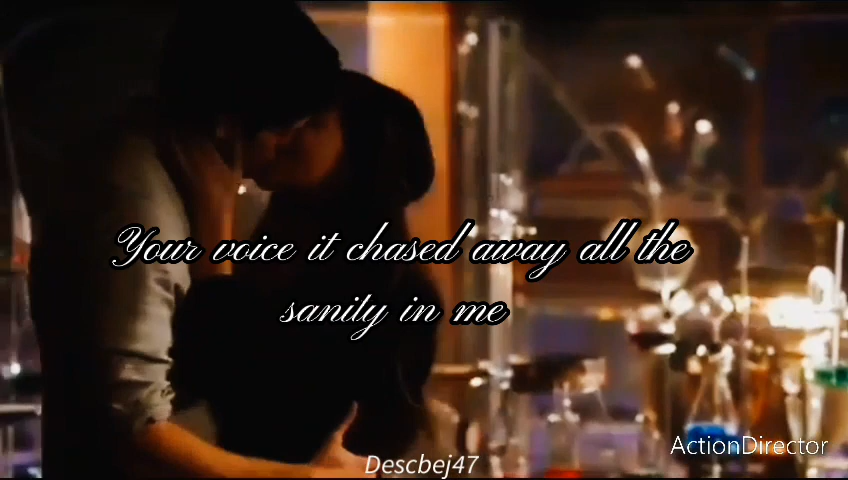 Your voice it chased away all the
sanity in me
ActionDirector
Descbej47